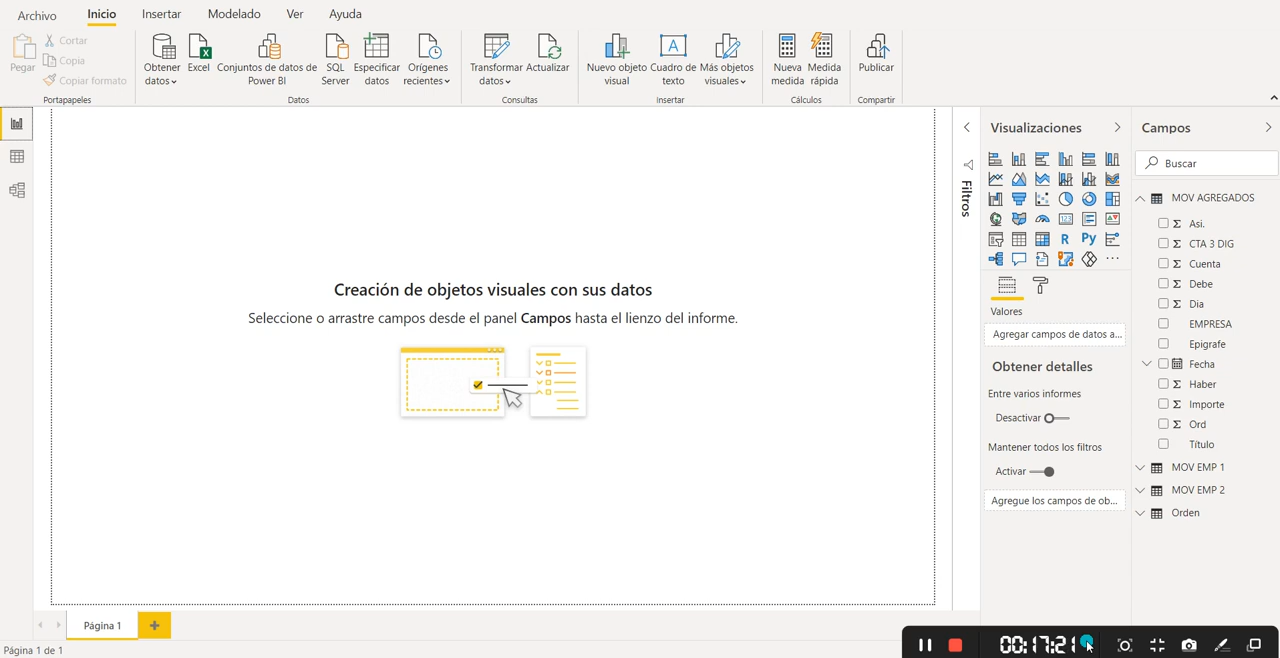 Archivo Inicio Insertar Modelado Ver Ayuda
Pegar
Cortar
Copia
Copiar formato
Portapapeles
Obtener datos
Excel
Conjuntos de datos de Power BI
SQL Server
Especificar datos
Orígenes recientes
Datos
Transformar datos
Actualizar
Consultas
Nuevo objeto visual
Cuadro de texto
A
Más objetos visuales
Insertar
Nueva medida
Medida rápida
Cálculos
Publicar
Compartir
Creación de objetos visuales con sus datos
Seleccione o arrastre campos desde el panel Campos hasta el lienzo del informe.
Filtros
Visualizaciones
123
R
Py
Valores
Agregar campos de datos a...
Obtener detalles
Entre varios informes
Desactivar
Mantener todos los filtros
Activar
Agregue los campos de ob...
Campos
Buscar
MOV AGREGADOS
Σ Asi.
Σ CTA 3 DIG
Σ Cuenta
Σ Debe
Σ Dia
EMPRESA
Epigrafe
Fecha
Σ Haber
Σ Importe
Σ Ord
Título
MOV EMP 1
MOV EMP 2
Orden
Página 1
+
Página 1 de 1
00:17:21